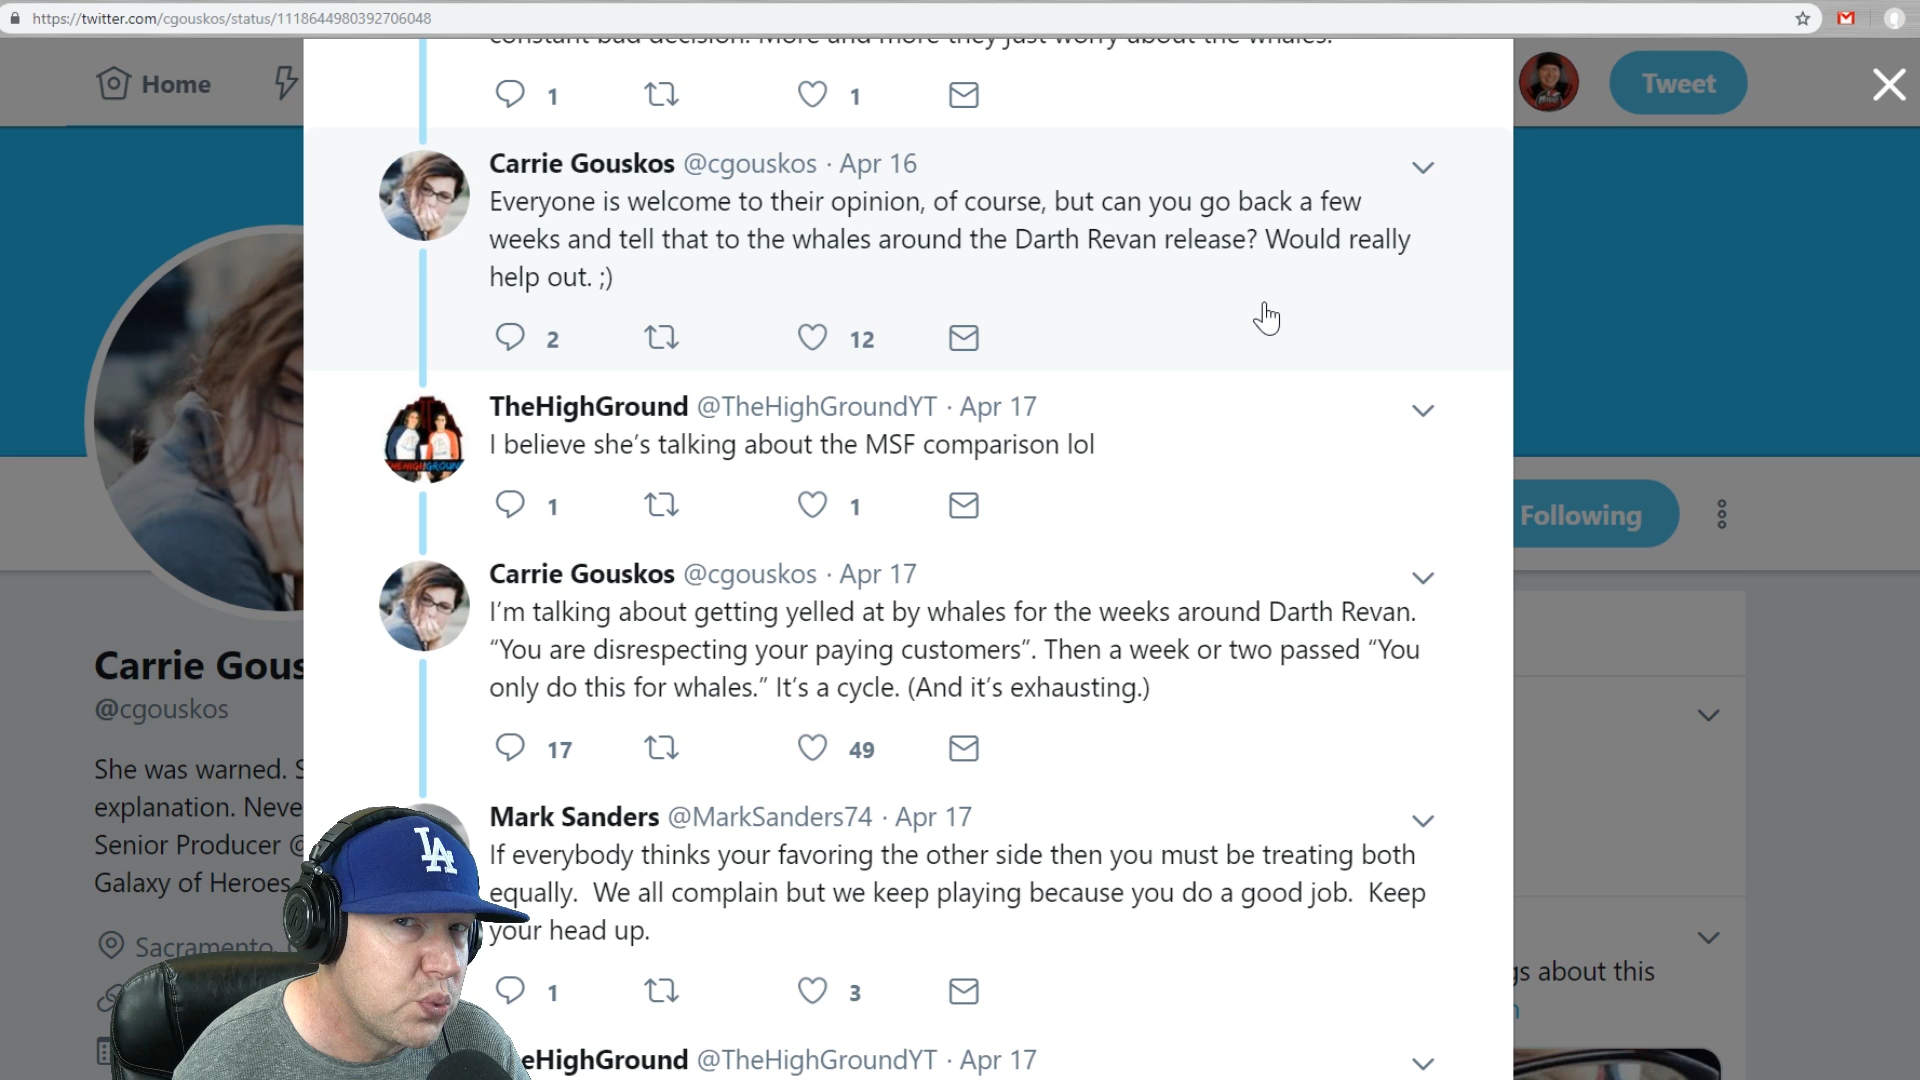 https://twitter.com/cgouskos/status/1118644980392706048
Home
Tweet
constant bad decision. More and more they just worry about the whales.
1 1
Carrie Gouskos @cgouskos · Apr 16
Everyone is welcome to their opinion, of course, but can you go back a few
weeks and tell that to the whales around the Darth Revan release? Would really
help out. ;)
2 12
TheHighGround @TheHighGroundYT · Apr 17
I believe she’s talking about the MSF comparison lol
1 1
Following
Carrie Gouskos @cgouskos · Apr 17
I’m talking about getting yelled at by whales for the weeks around Darth Revan.
“You are disrespecting your paying customers”. Then a week or two passed “You
only do this for whales.” It’s a cycle. (And it’s exhausting.)
17 49
Carrie Gous
@cgouskos
She was warned. S
explanation. Neve
Senior Producer @
Galaxy of Heroes
Sacramento, C
Mark Sanders @MarkSanders74 · Apr 17
If everybody thinks your favoring the other side then you must be treating both
equally.  We all complain but we keep playing because you do a good job.  Keep
your head up.
1 3
LA
gs about this
eHighGround @TheHighGroundYT · Apr 17